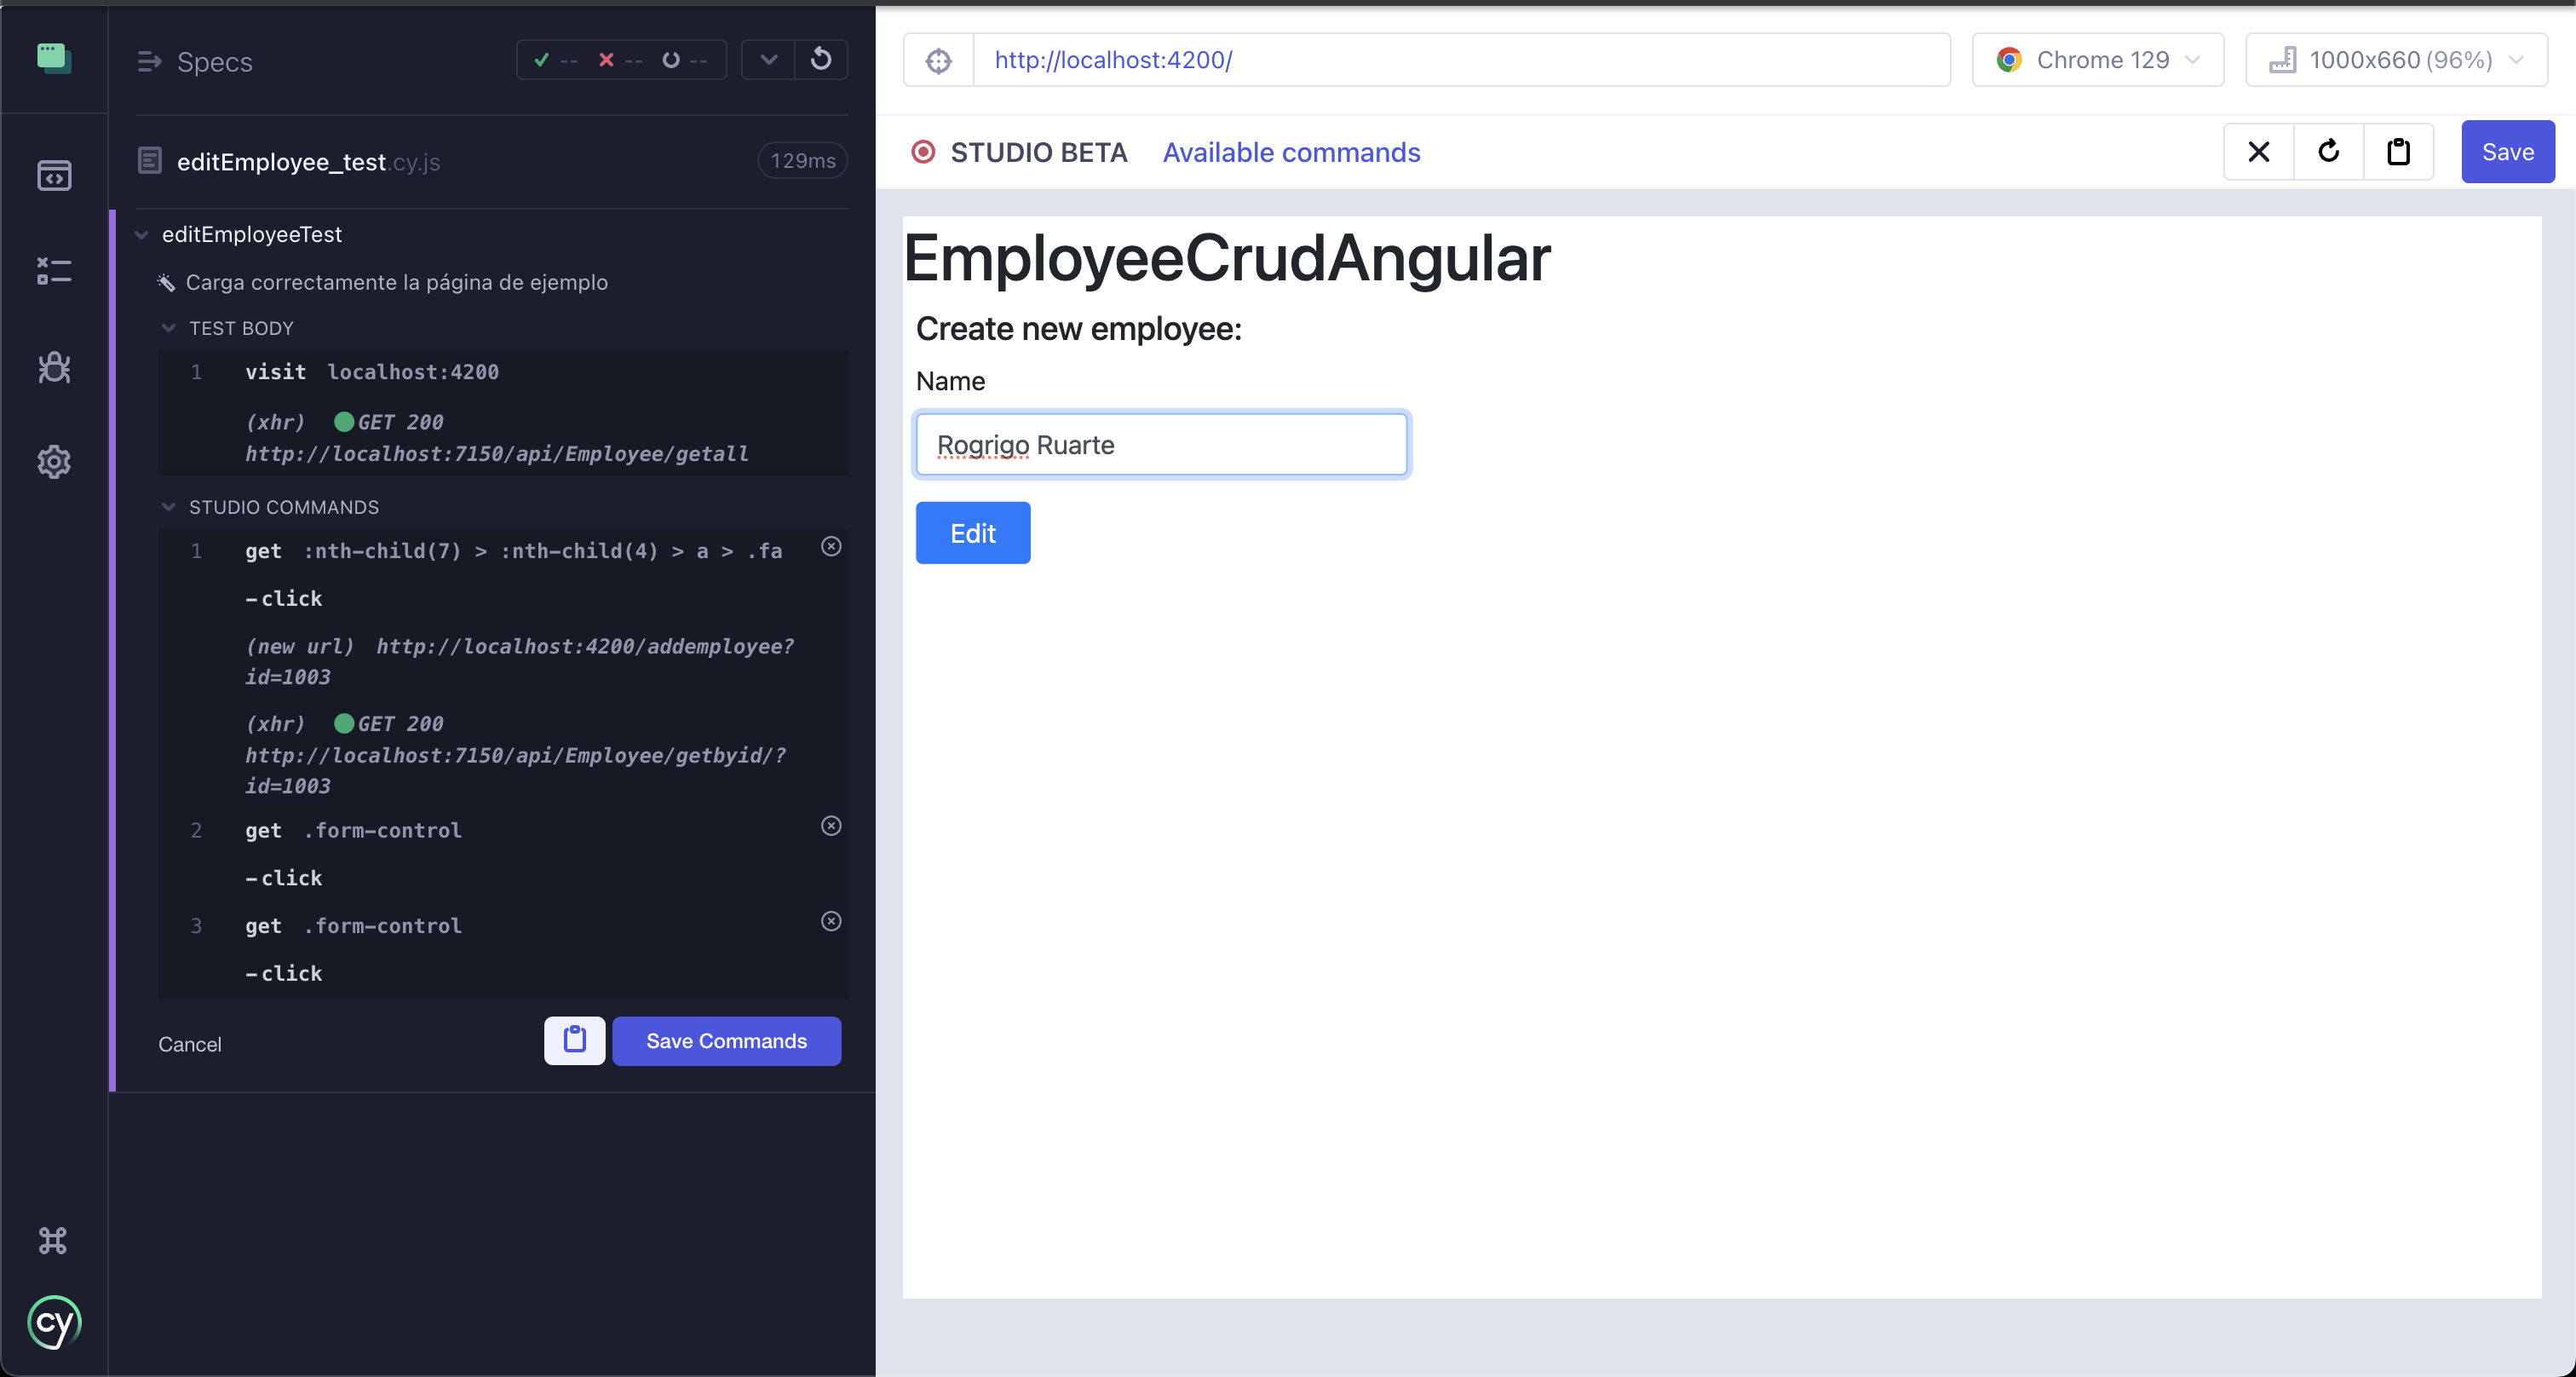 Specs
-- -- --
editEmployee_test.cy.js
129ms
editEmployeeTest
Carga correctamente la página de ejemplo
TEST BODY
1 visit localhost:4200
(xhr) GET 200
http://localhost:7150/api/Employee/getall
STUDIO COMMANDS
1 get :nth-child(7) > :nth-child(4) > a > .fa
-click
(new url) http://localhost:4200/addemployee?
id=1003
(xhr) GET 200
http://localhost:7150/api/Employee/getbyid/?
id=1003
2 get .form-control
-click
3 get .form-control
-click
Cancel
Save Commands
cy
http://localhost:4200/
Chrome 129
1000x660 (96%)
STUDIO BETA
Available commands
Save
EmployeeCrudAngular
Create new employee:
Name
Rogrigo Ruarte
Edit